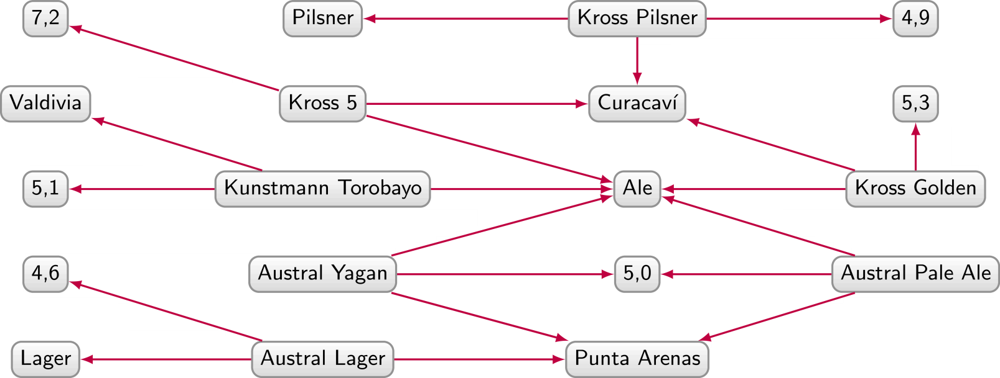 7,2
Pilsner
Kross Pilsner
4,9
Valdivia
Kross 5
Curacaví
5,3
5,1
Kunstmann Torobayo
Ale
Kross Golden
4,6
Austral Yagan
5,0
Austral Pale Ale
Lager
Austral Lager
Punta Arenas